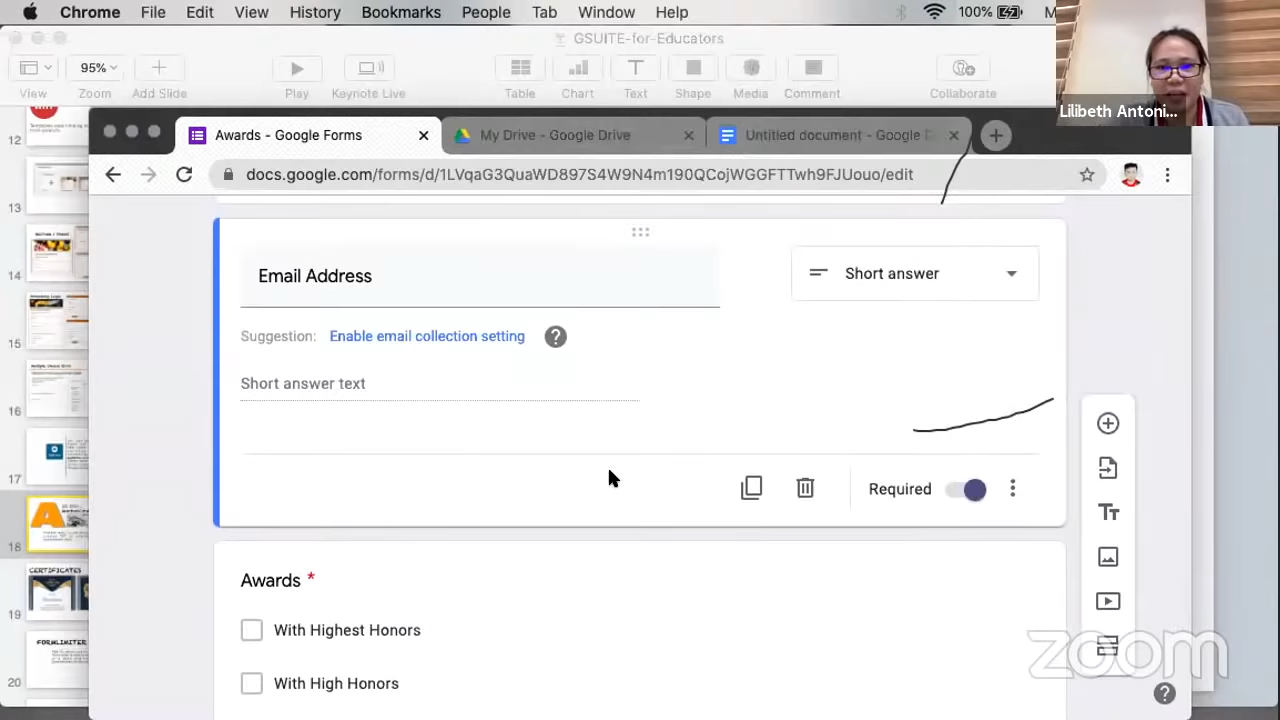 Chrome File Edit View History Bookmarks People Tab Window Help 100%
GSUITE-for-Educators
95%
View Zoom Add Slide Play Keynote Live Table Chart Text Shape Media Comment Collaborate
Lilibeth Antoni...
Awards - Google Forms
My Drive - Google Drive
Untitled document - Google
docs.google.com/forms/d/1LVqaG3QuaWD897S4W9N4m190QCojWGGFTTwh9FJUouo/edit
Email Address
Short answer
Suggestion: Enable email collection setting
Short answer text
Required
Awards *
With Highest Honors
With High Honors
12
13
14
15
16
17
18
19
CERTIFICATES
20
FORMLIMITER
zoom